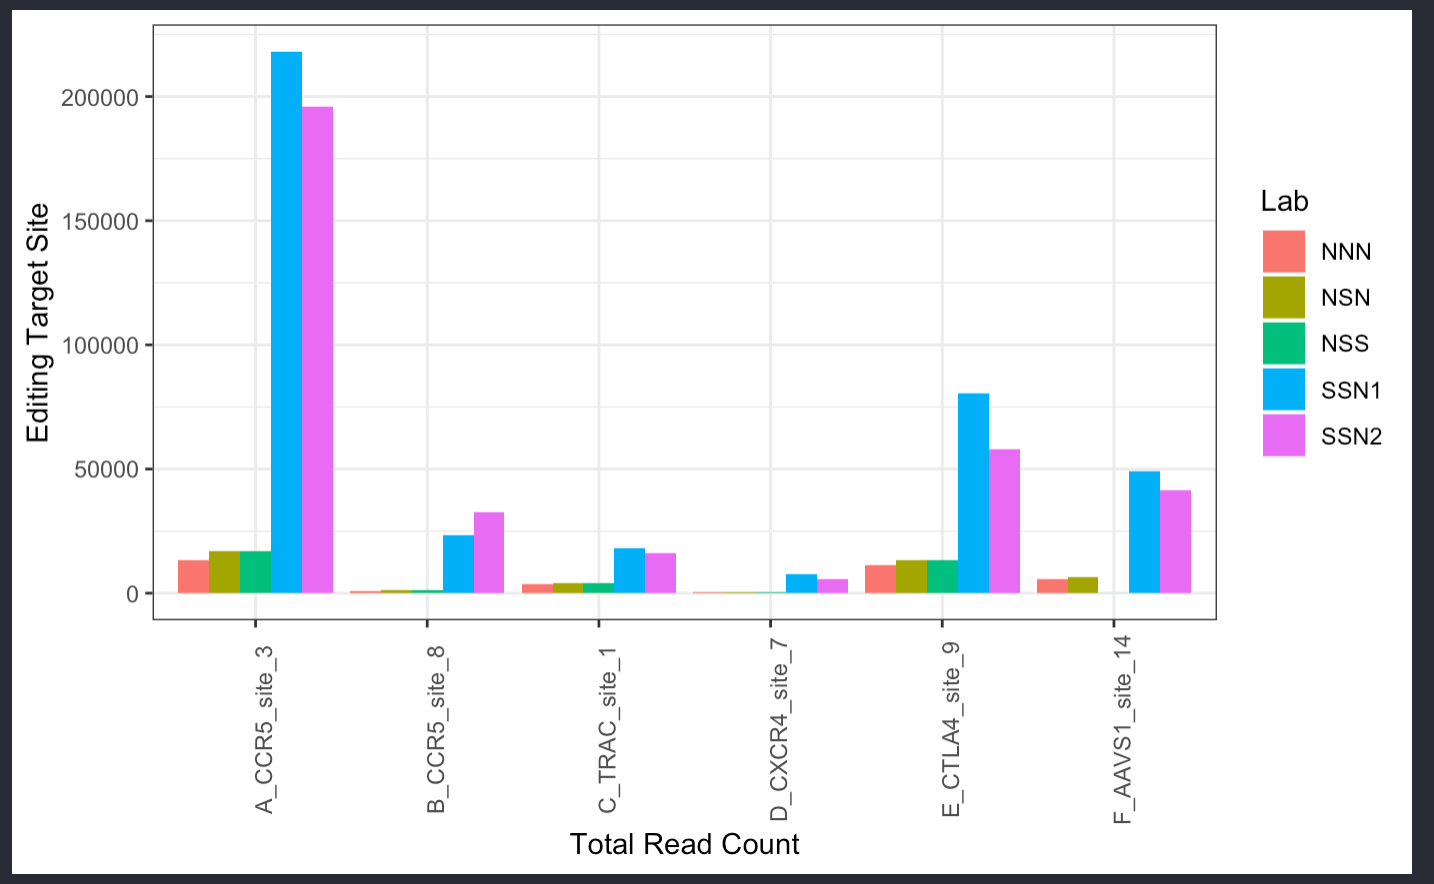 200000
150000
100000
50000
0
Editing Target Site
A_CCR5_site_3
B_CCR5_site_8
C_TRAC_site_1
D_CXCR4_site_7
E_CTLA4_site_9
F_AAVS1_site_14
Total Read Count
Lab
NNN
NSN
NSS
SSN1
SSN2